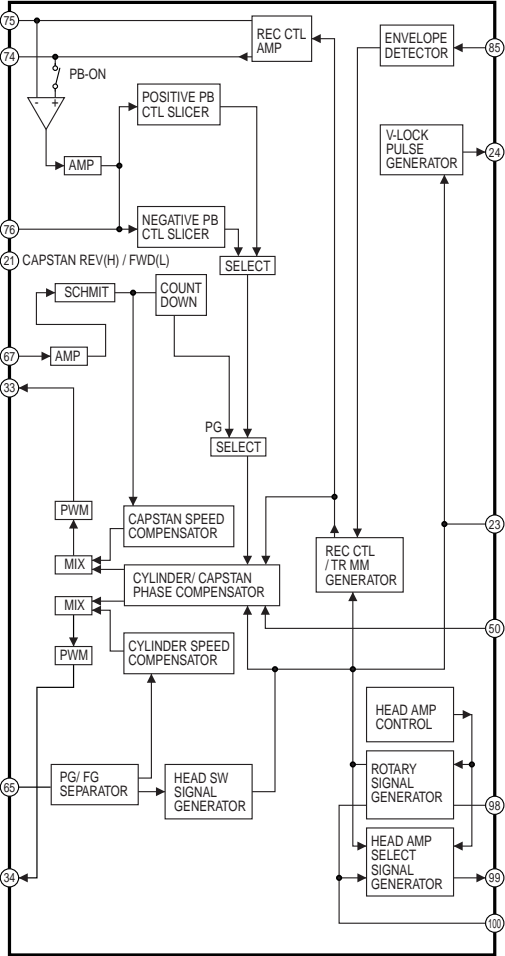 75
REC CTL
AMP
ENVELOPE
DETECTOR
85
74
PB-ON
- +
POSITIVE PB
CTL SLICER
V-LOCK
PULSE
GENERATOR
24
AMP
76
NEGATIVE PB
CTL SLICER
21 CAPSTAN REV(H) / FWD(L)
SELECT
SCHMIT
COUNT
DOWN
67
AMP
33
PG
SELECT
PWM
CAPSTAN SPEED
COMPENSATOR
23
MIX
CYLINDER/ CAPSTAN
PHASE COMPENSATOR
REC CTL
/ TR MM
GENERATOR
MIX
50
PWM
CYLINDER SPEED
COMPENSATOR
HEAD AMP
CONTROL
65
PG/ FG
SEPARATOR
HEAD SW
SIGNAL
GENERATOR
ROTARY
SIGNAL
GENERATOR
98
HEAD AMP
SELECT
SIGNAL
GENERATOR
34
99
100